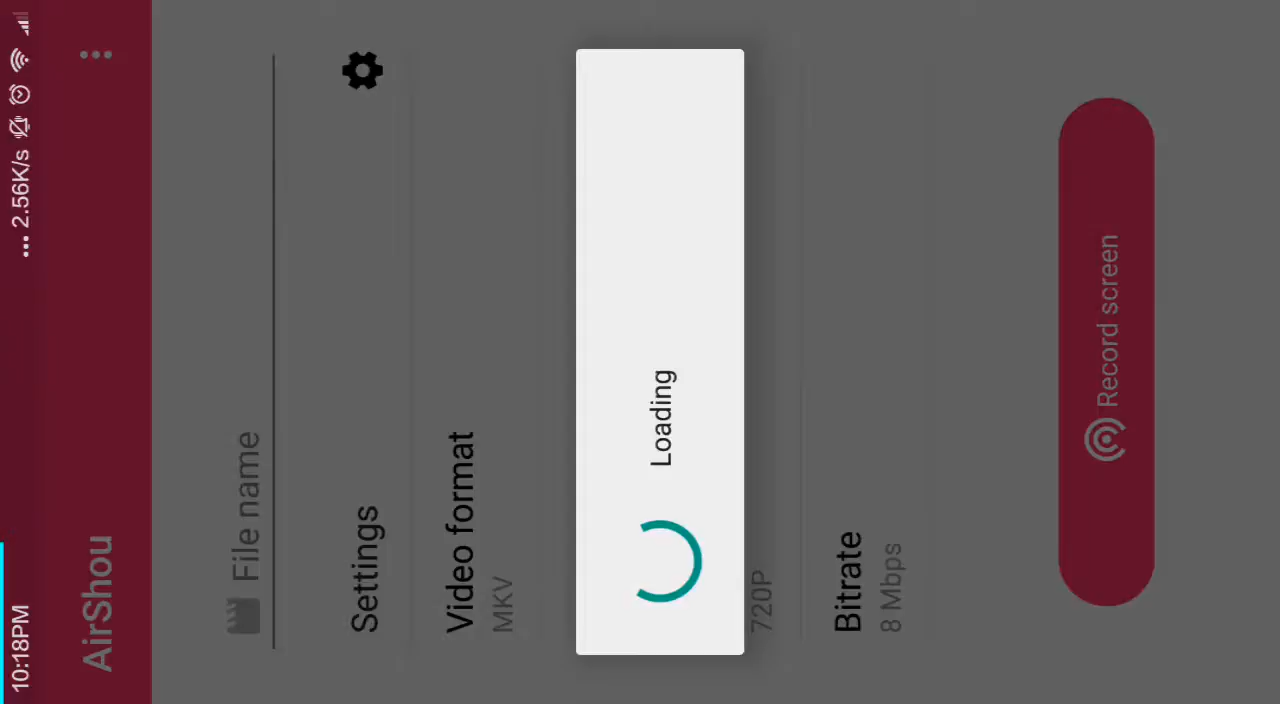 10:18PM ... 2.56K/s
AirShou
File name
Settings
Video format
MKV
Loading
720P
Bitrate
8 Mbps
Record screen